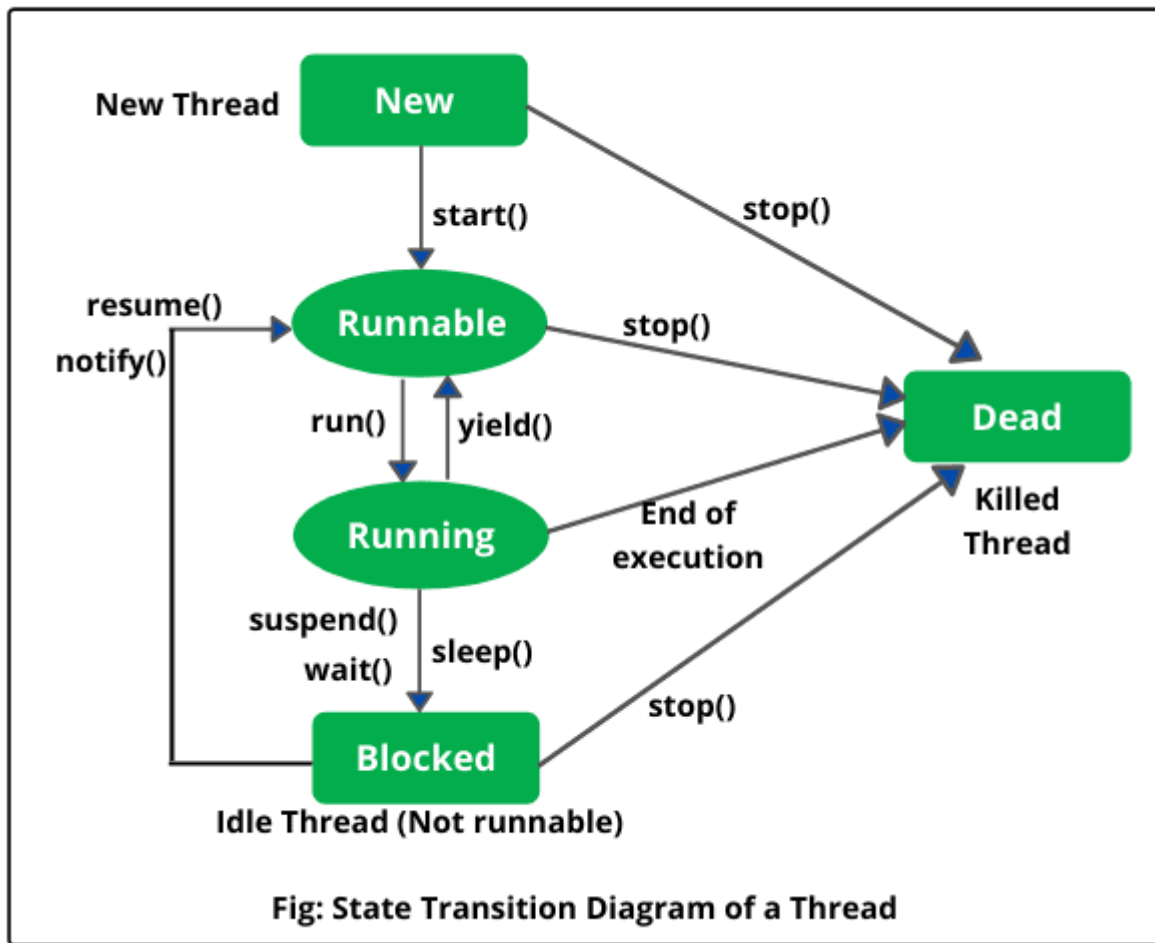 New Thread
New
start()
stop()
resume()
notify()
Runnable
stop()
run()
yield()
Dead
Killed
Thread
Running
End of
execution
suspend()
wait()
sleep()
stop()
Blocked
Idle Thread (Not runnable)
Fig: State Transition Diagram of a Thread